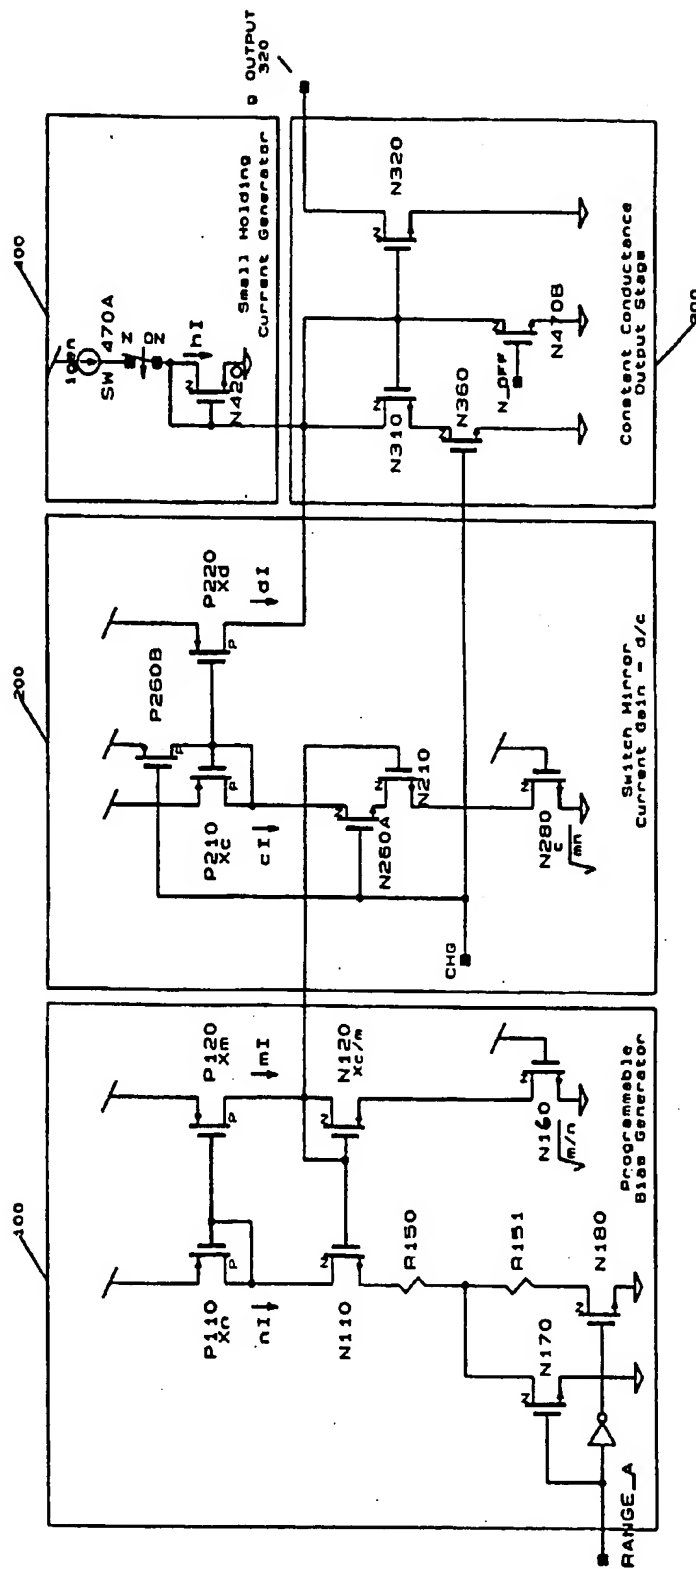 100
P110
Xn
nI
P120
Xm
mI
N110
N120
xc/m
R150
R151
N160
√m/n
N170
N180
RANGE_A
Programmable
Bias Generator
200
P260B
P210
Xc
cI
P220
Xd
dI
N260A
N210
N280
c
√mn
CHG
Switch Mirror
Current Gain - d/c
400
SW 470A
N
ON
hI
N420
Small Holding
Current Generator
OUTPUT
320
N310
N320
N360
N_OFF
N470B
Constant Conductance
Output Stage
300
N
N
N
N
N
N
N
N
N
N
N
N
N
P
P
P
P
P